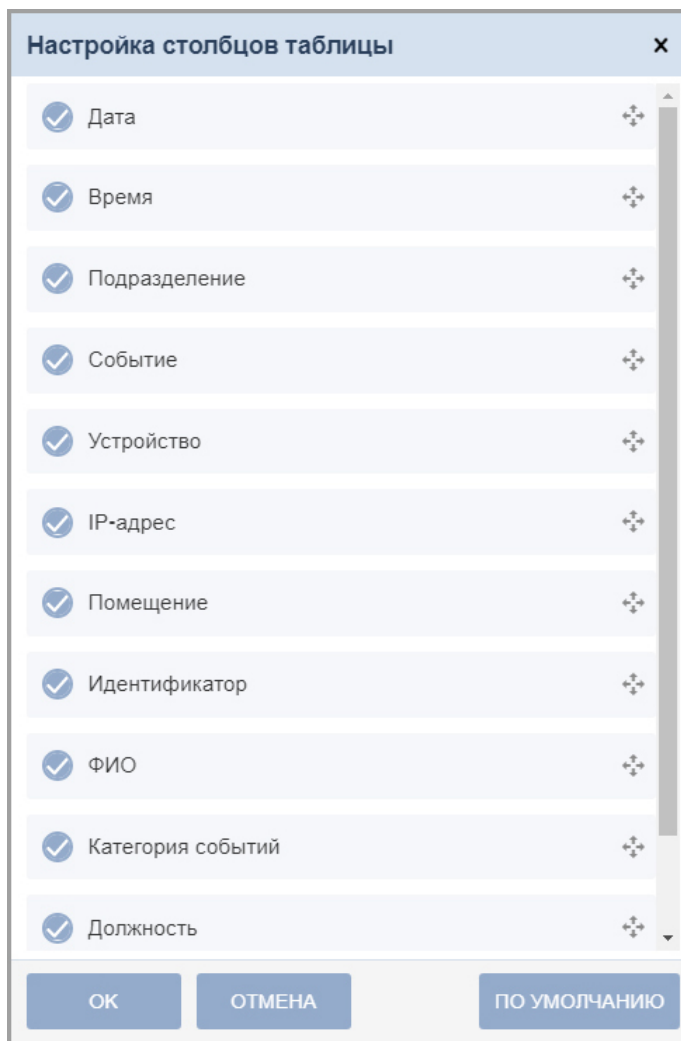 Настройка столбцов таблицы
Дата
Время
Подразделение
Событие
Устройство
IP-адрес
Помещение
Идентификатор
ФИО
Категория событий
Должность
ОК ОТМЕНА ПО УМОЛЧАНИЮ